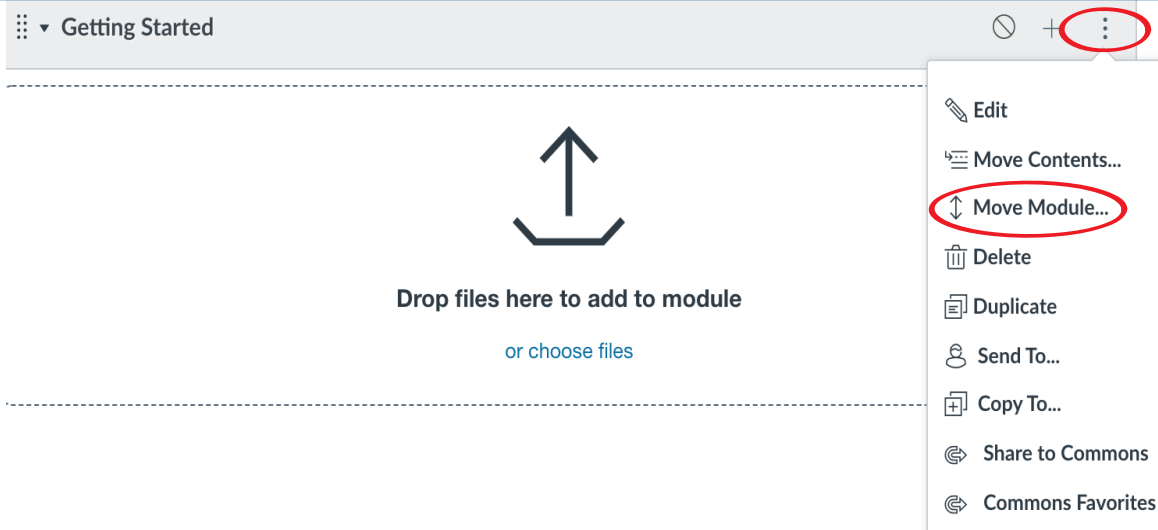 Getting Started
Edit
Move Contents...
Move Module...
Delete
Duplicate
Send To...
Copy To...
Share to Commons
Commons Favorites
Drop files here to add to module
or choose files